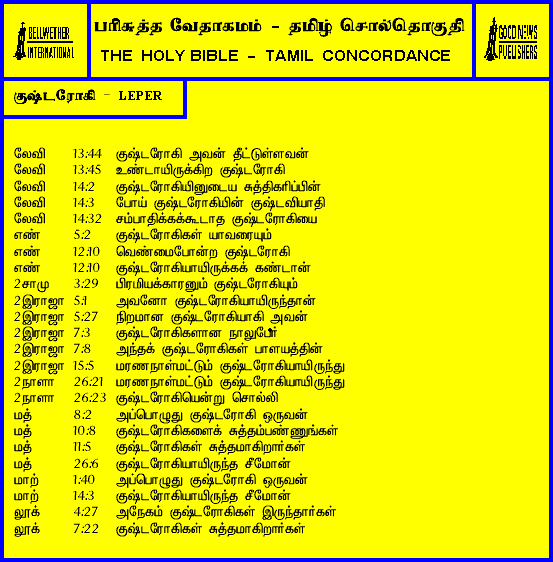 BELLWETHER
INTERNATIONAL
பரிசுத்த வேதாகமம் - தமிழ் சொல்தொகுதி
THE HOLY BIBLE - TAMIL CONCORDANCE
GOOD NEWS
PUBLISHERS
குஷ்டரோகி - LEPER
லேவி 13:44 குஷ்டரோகி அவன் தீட்டுள்ளவன்
லேவி 13:45 உண்டாயிருக்கிற குஷ்டரோகி
லேவி 14:2 குஷ்டரோகியினுடைய சுத்திகரிப்பின்
லேவி 14:3 போய் குஷ்டரோகியின் குஷ்டவியாதி
லேவி 14:32 சம்பாதிக்கக்கூடாத குஷ்டரோகியை
எண் 5:2 குஷ்டரோகிகள் யாவரையும்
எண் 12:10 வெண்மைபோன்ற குஷ்டரோகி
எண் 12:10 குஷ்டரோகியாயிருக்கக் கண்டான்
2சாமு 3:29 பிரமியக்காரனும் குஷ்டரோகியும்
2இராஜா 5:1 அவனோ குஷ்டரோகியாயிருந்தான்
2இராஜா 5:27 நிறமான குஷ்டரோகியாகி அவன்
2இராஜா 7:3 குஷ்டரோகிகளான நாலுபேர்
2இராஜா 7:8 அந்தக் குஷ்டரோகிகள் பாளயத்தின்
2இராஜா 15:5 மரணநாள்மட்டும் குஷ்டரோகியாயிருந்து
2நாளா 26:21 மரணநாள்மட்டும் குஷ்டரோகியாயிருந்து
2நாளா 26:23 குஷ்டரோகியென்று சொல்லி
மத் 8:2 அப்பொழுது குஷ்டரோகி ஒருவன்
மத் 10:8 குஷ்டரோகிகளைக் சுத்தம்பண்ணுங்கள்
மத் 11:5 குஷ்டரோகிகள் சுத்தமாகிறார்கள்
மத் 26:6 குஷ்டரோகியாயிருந்த சீமோன்
மாற் 1:40 அப்பொழுது குஷ்டரோகி ஒருவன்
மாற் 14:3 குஷ்டரோகியாயிருந்த சீமோன்
லூக் 4:27 அநேகம் குஷ்டரோகிகள் இருந்தார்கள்
லூக் 7:22 குஷ்டரோகிகள் சுத்தமாகிறார்கள்